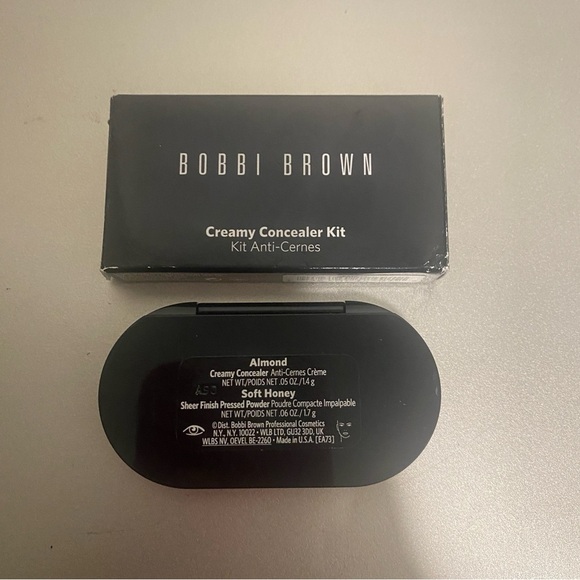 BOBBI BROWN
Creamy Concealer Kit
Kit Anti-Cernes
Almond
Creamy Concealer Anti-Cernes Crème
NET WT./POIDS NET .05 OZ./1.4 g
Soft Honey
Sheer Finish Pressed Powder Poudre Compacte Impalpable
NET WT./POIDS NET .06 OZ./1.7 g
© Dist. Bobbi Brown Professional Cosmetics
N.Y., N.Y. 10022 • WLB LTD, GU32 3DD, UK
WLBS NV. OEVEL BE-2260 • Made in U.S.A. [EA73]